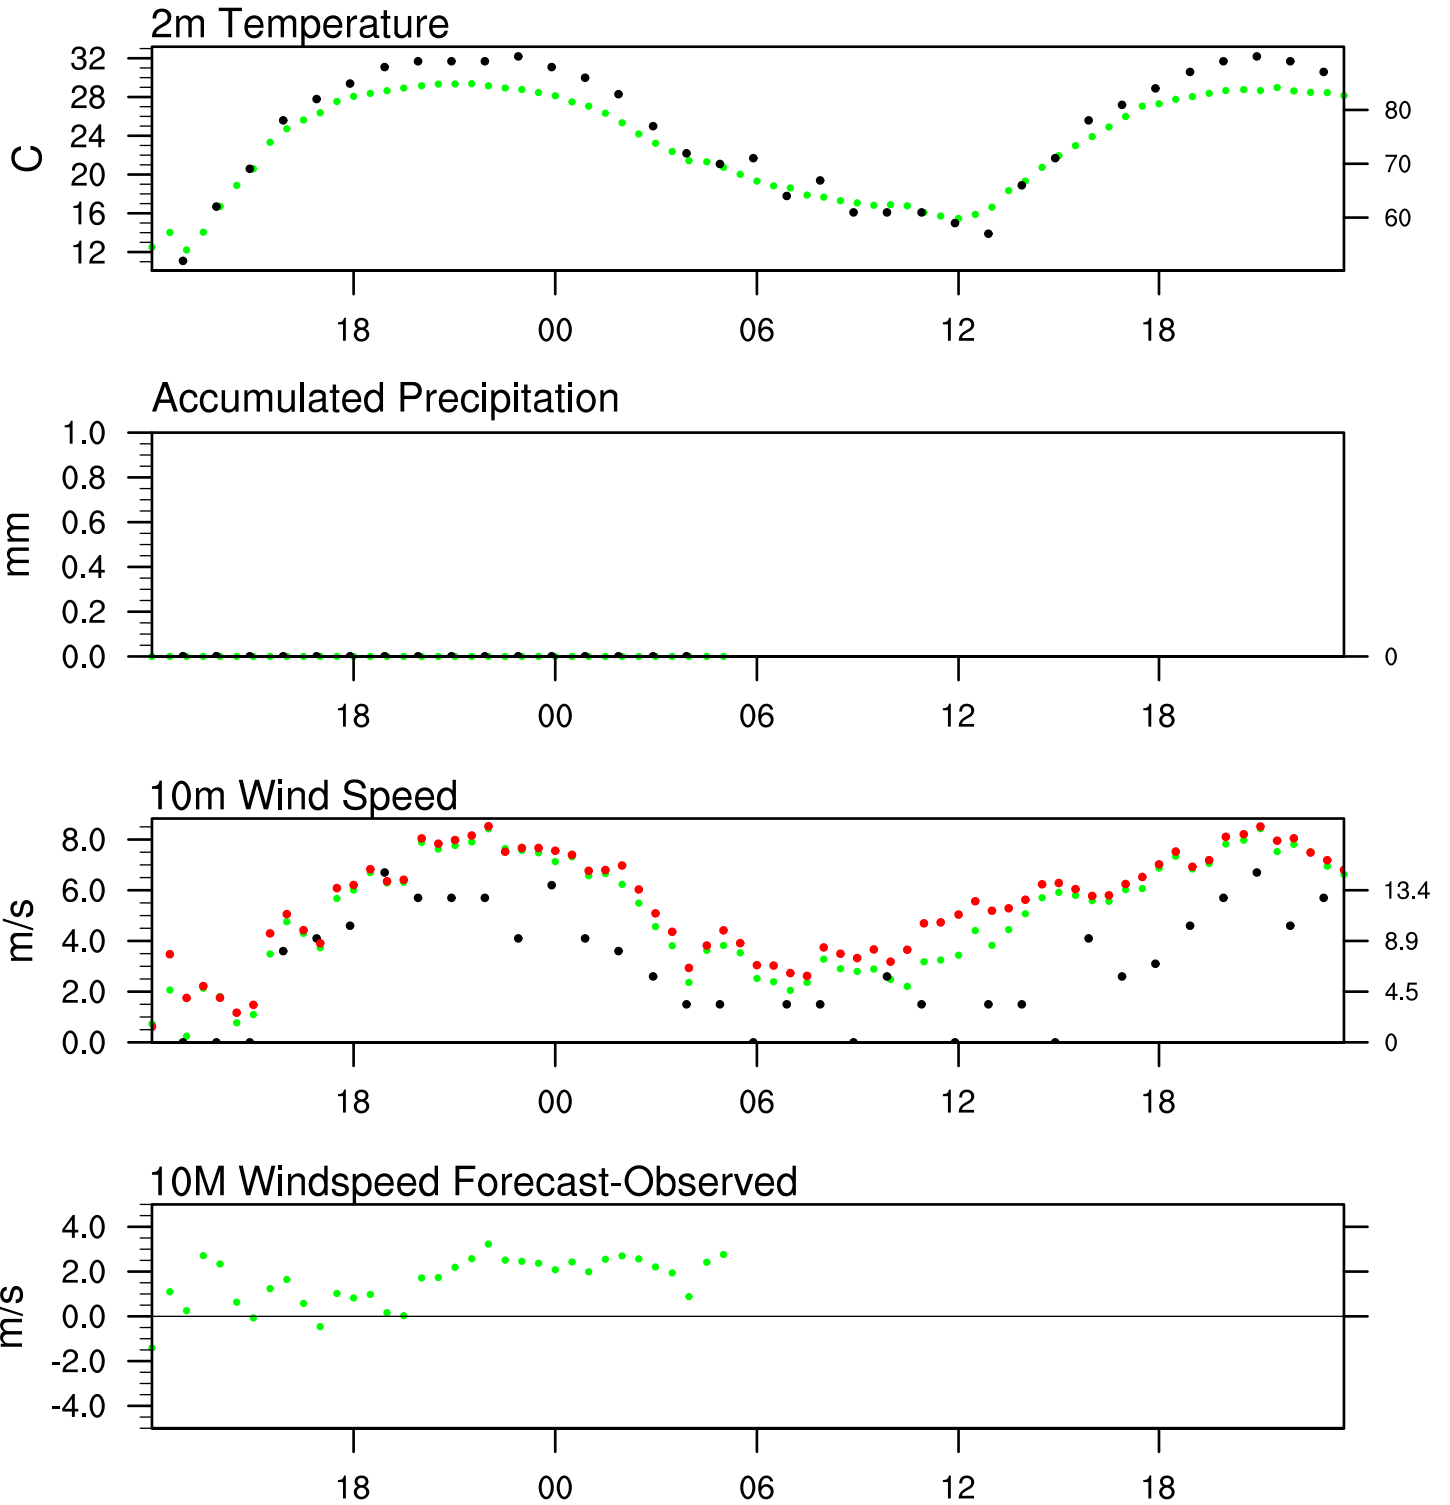 2m Temperature
32
28
24
20
16
12
C
80
70
60
18 00 06 12 18
Accumulated Precipitation
1.0
0.8
0.6
0.4
0.2
0.0
mm
0
18 00 06 12 18
10m Wind Speed
8.0
6.0
4.0
2.0
0.0
m/s
13.4
8.9
4.5
0
18 00 06 12 18
10M Windspeed Forecast-Observed
4.0
2.0
0.0
-2.0
-4.0
m/s
18 00 06 12 18